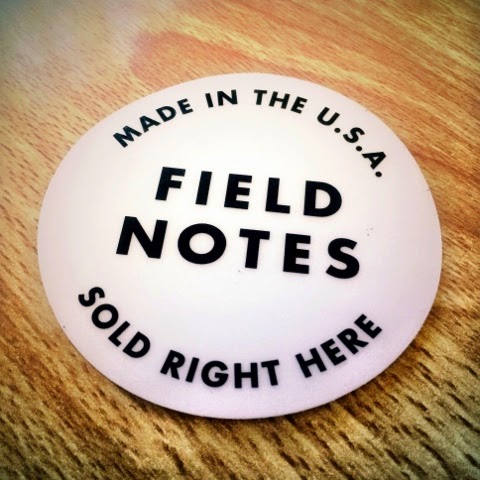 MADE IN THE U.S.A.
FIELD
NOTES
SOLD RIGHT HERE